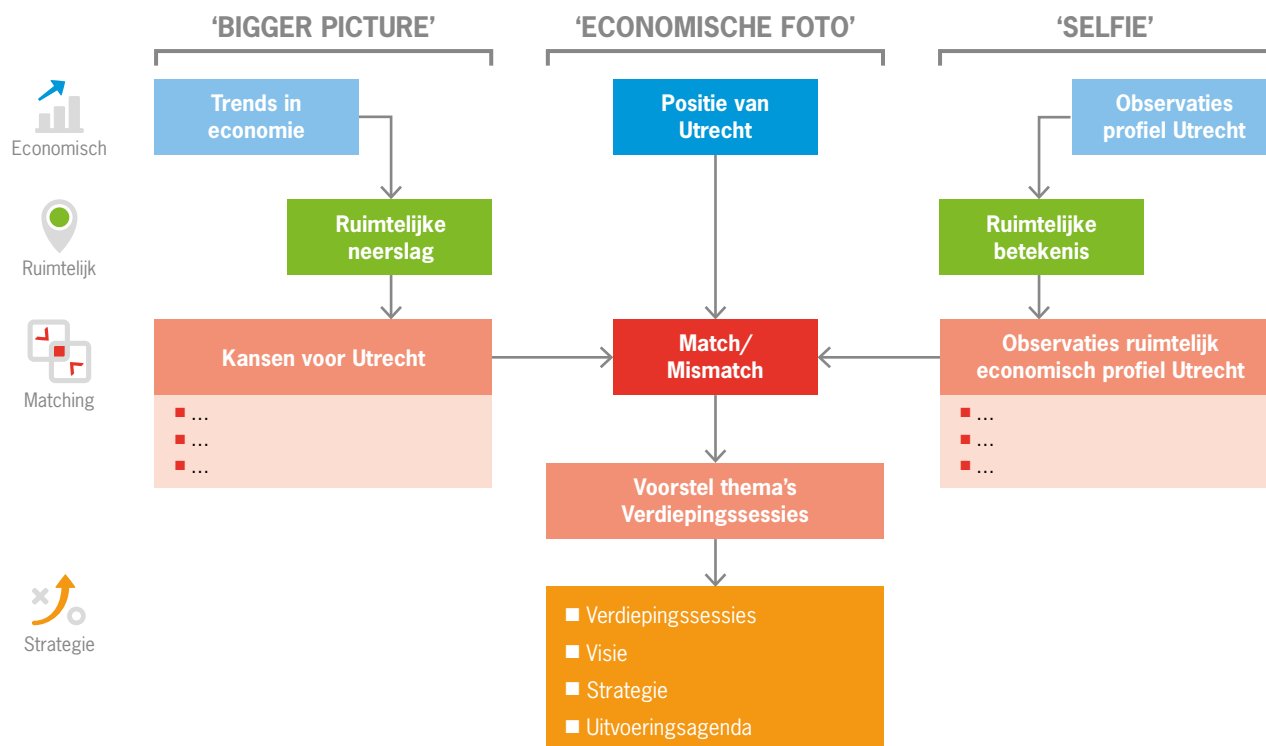 ‘BIGGER PICTURE’
‘ECONOMISCHE FOTO’
‘SELFIE’
Economisch
Trends in
economie
Positie van
Utrecht
Observaties
profiel Utrecht
Ruimtelijk
Ruimtelijke
neerslag
Ruimtelijke
betekenis
Matching
Kansen voor Utrecht
Match/
Mismatch
Observaties ruimtelijk
economisch profiel Utrecht
...
...
...
...
...
...
Voorstel thema’s
Verdiepingssessies
Strategie
Verdiepingssessies
Visie
Strategie
Uitvoeringsagenda